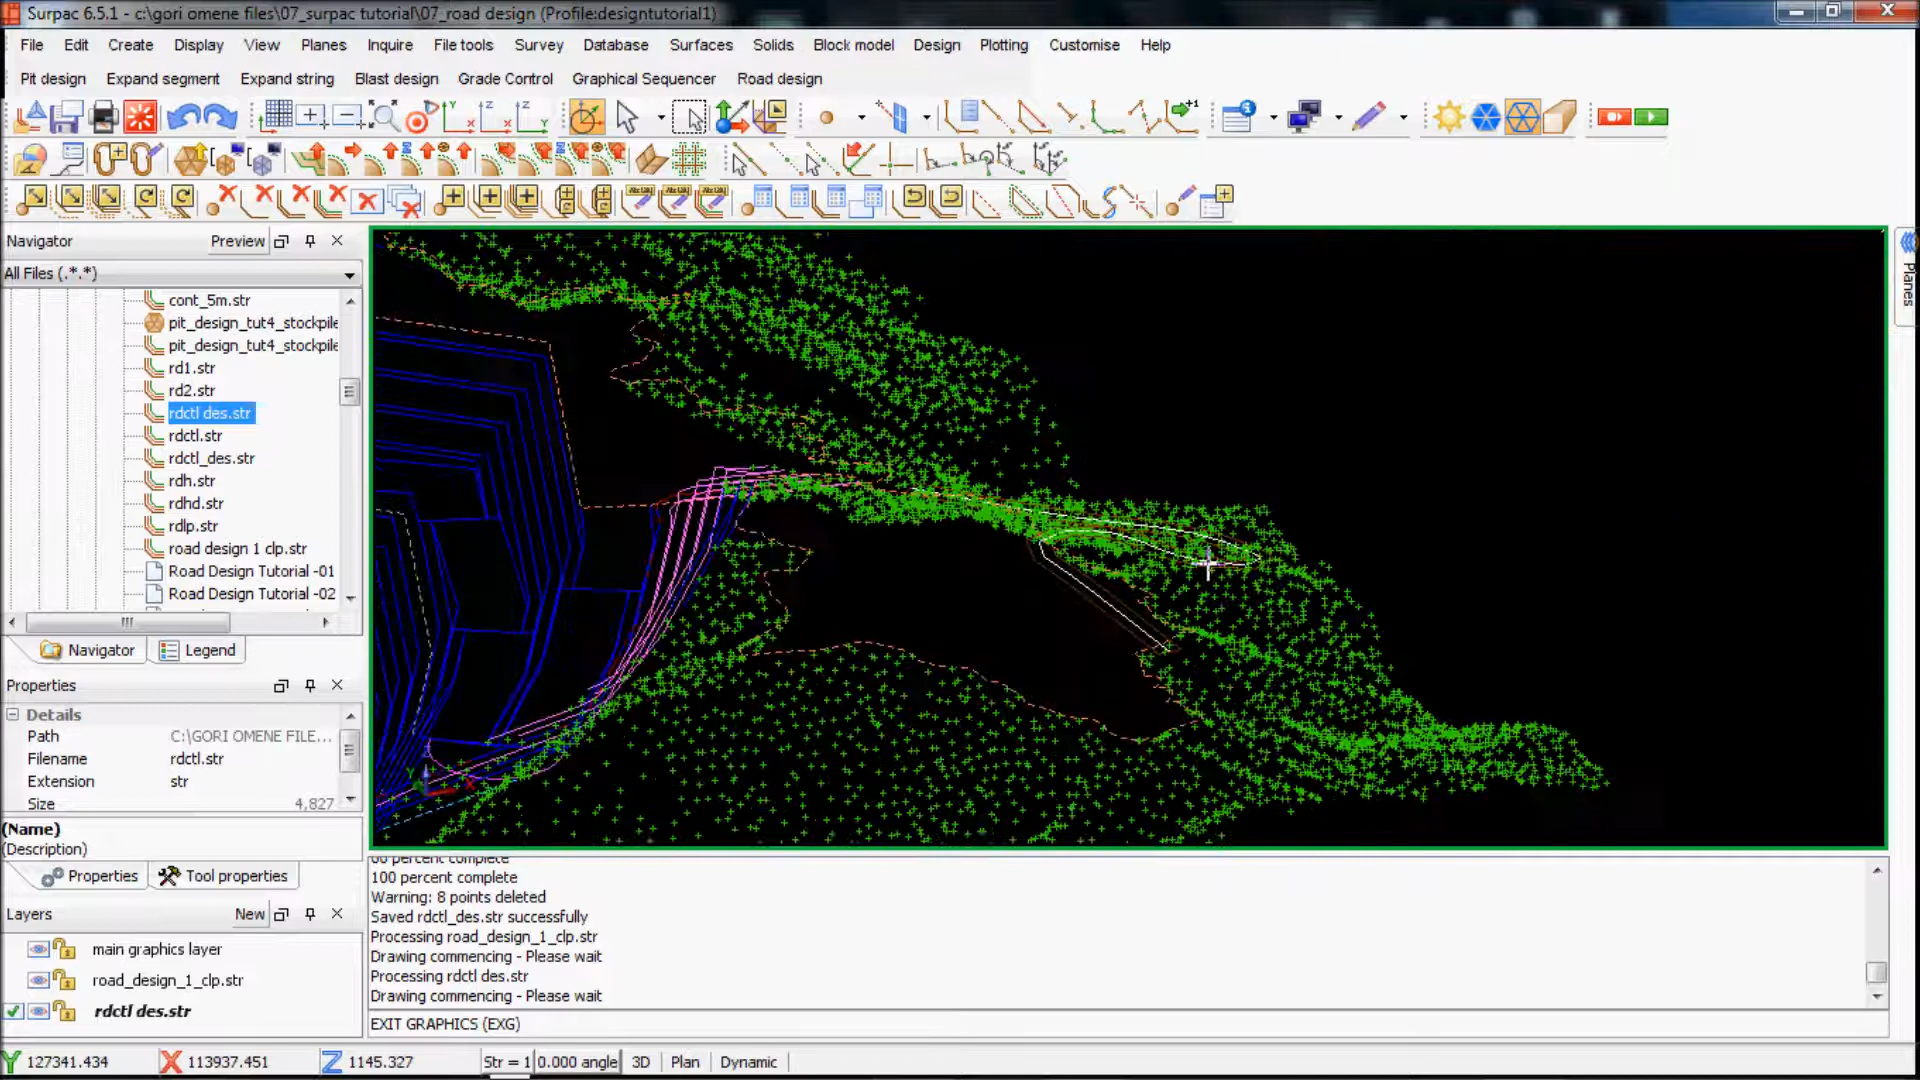 Surpac 6.5.1 - c:\gori omene files\07_surpac tutorial\07_road design (Profile:designtutorial1)
File Edit Create Display View Planes Inquire File tools Survey Database Surfaces Solids Block model Design Plotting Customise Help
Pit design Expand segment Expand string Blast design Grade Control Graphical Sequencer Road design
Navigator Preview
All Files (.*.*)
cont_5m.str
pit_design_tut4_stockpile
pit_design_tut4_stockpile
rd1.str
rd2.str
rdctl des.str
rdctl.str
rdctl_des.str
rdh.str
rdhd.str
rdlp.str
road design 1 clp.str
Road Design Tutorial -01
Road Design Tutorial -02
Navigator Legend
Properties
Details
Path C:\GORI OMENE FILE...
Filename rdctl.str
Extension str
Size 4,827
(Name)
(Description)
Properties Tool properties
Layers New
main graphics layer
road_design_1_clp.str
rdctl des.str
Planes
60 percent complete
100 percent complete
Warning: 8 points deleted
Saved rdctl_des.str successfully
Processing road_design_1_clp.str
Drawing commencing - Please wait
Processing rdctl des.str
Drawing commencing - Please wait
EXIT GRAPHICS (EXG)
Y 127341.434 X 113937.451 Z 1145.327 Str = 1 0.000 angle 3D Plan Dynamic